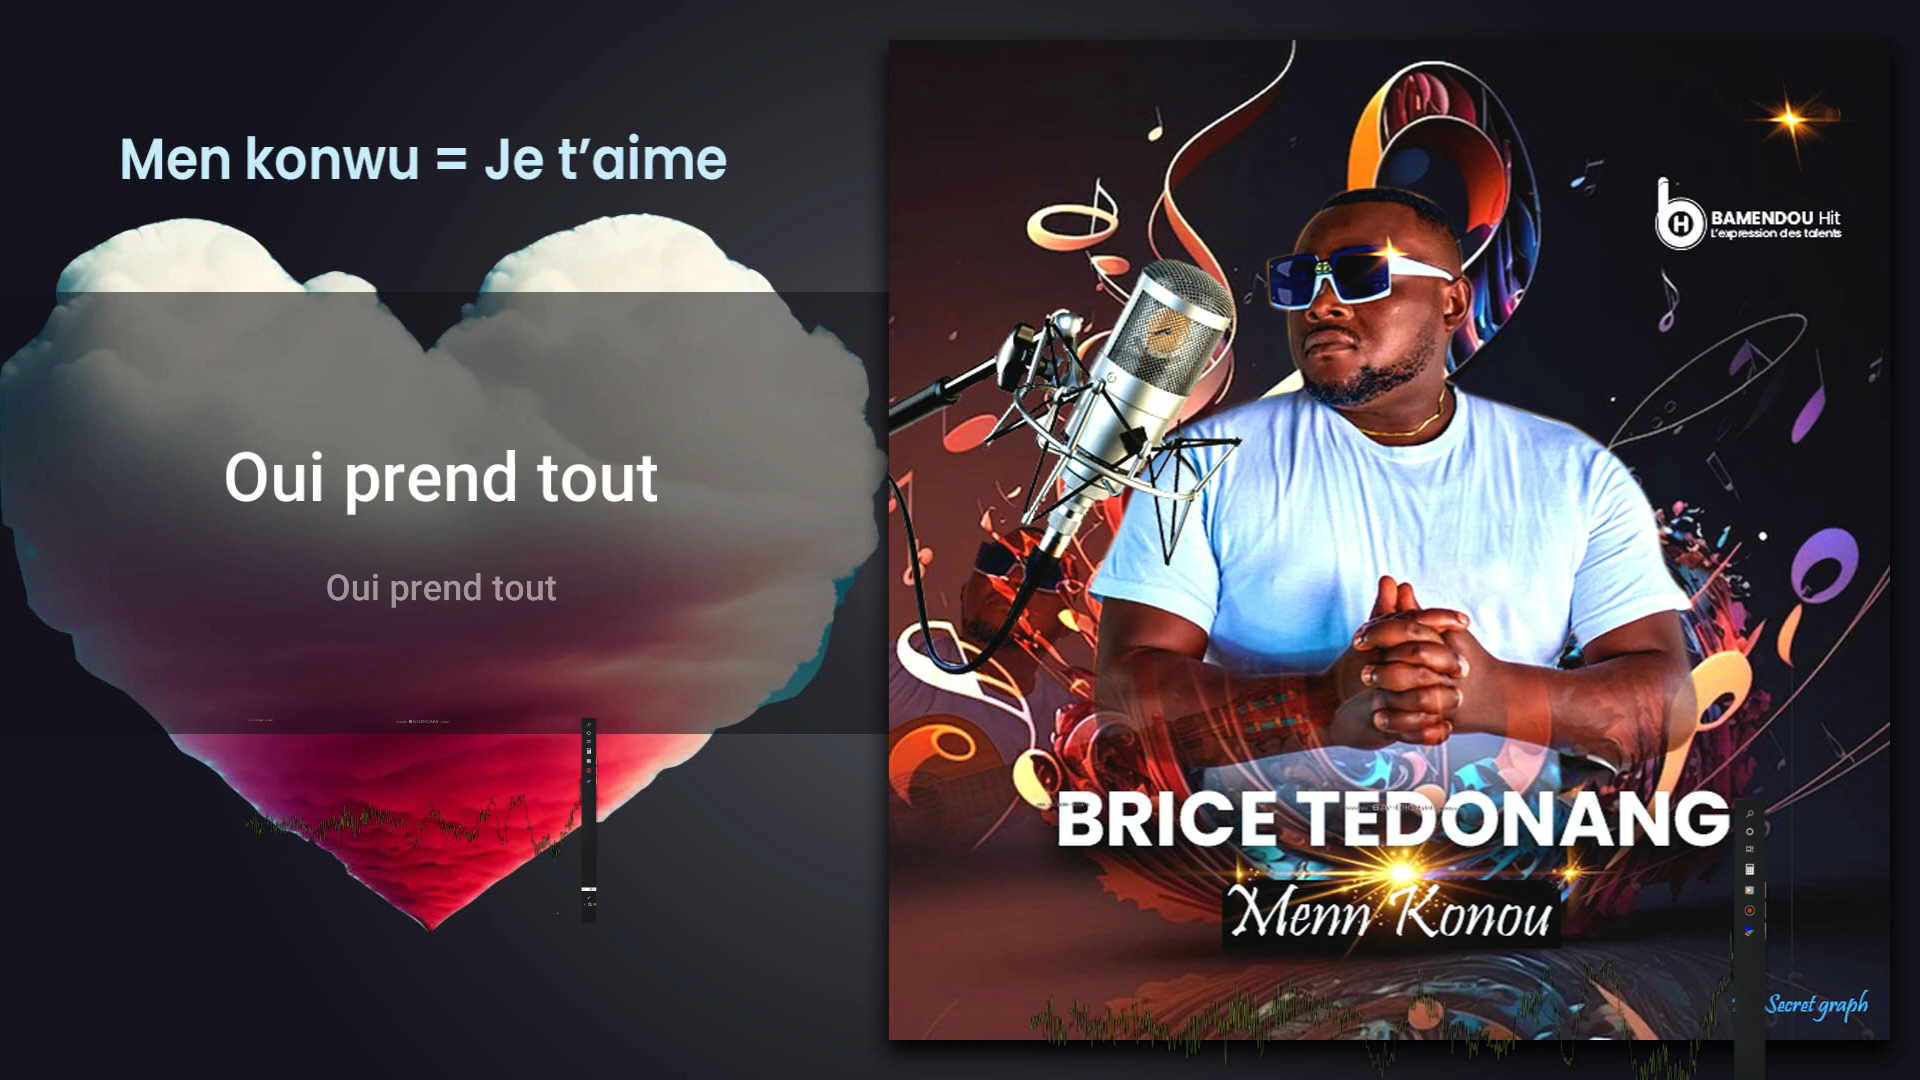 Men konwu = Je t’aime
Oui prend tout
Oui prend tout
BAMENDOU Hit
L'expression des talents
BRICE TEDONANG
Menn Konou
Secret graph
BANDICAM